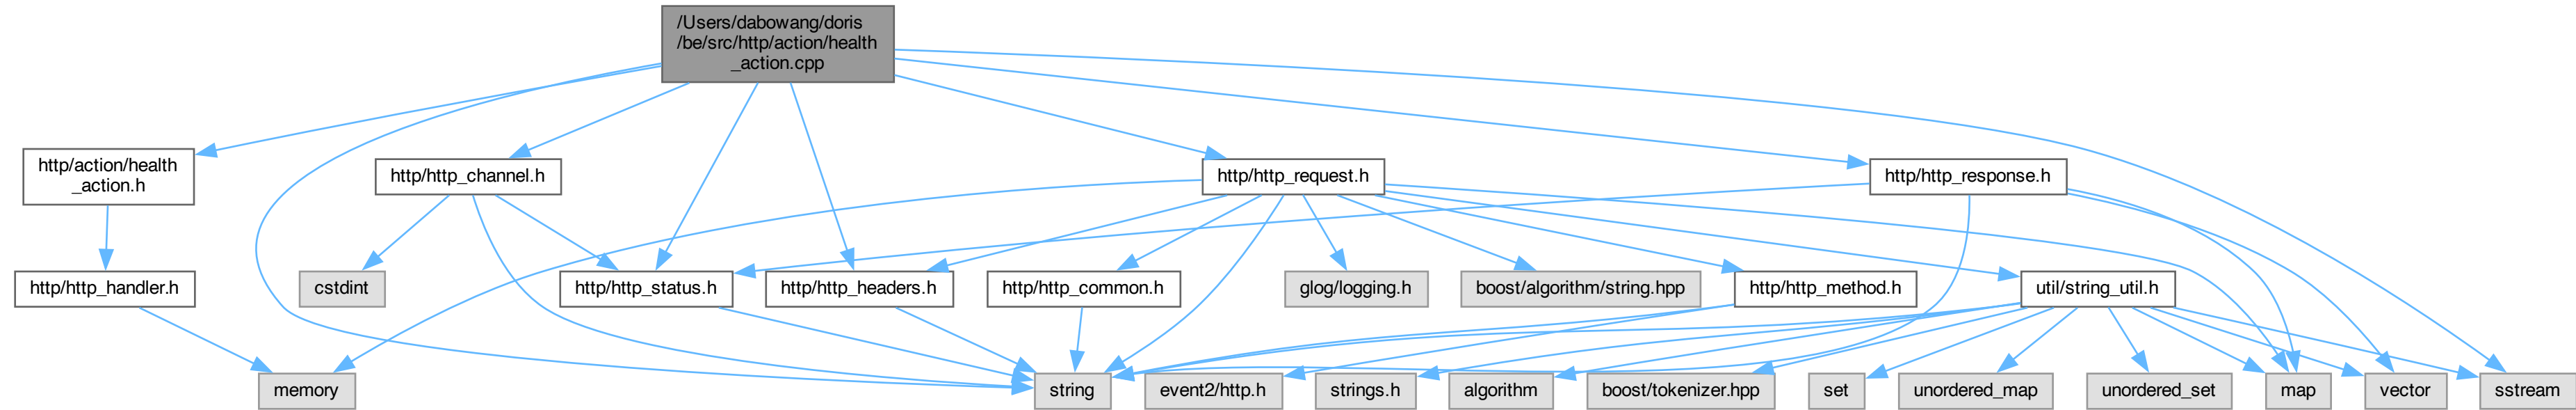 /Users/dabowang/doris
/be/src/http/action/health
_action.cpp
http/action/health
_action.h
http/http_channel.h
http/http_request.h
http/http_response.h
http/http_handler.h
cstdint
http/http_status.h
http/http_headers.h
http/http_common.h
glog/logging.h
boost/algorithm/string.hpp
http/http_method.h
util/string_util.h
memory
string
event2/http.h
strings.h
algorithm
boost/tokenizer.hpp
set
unordered_map
unordered_set
map
vector
sstream